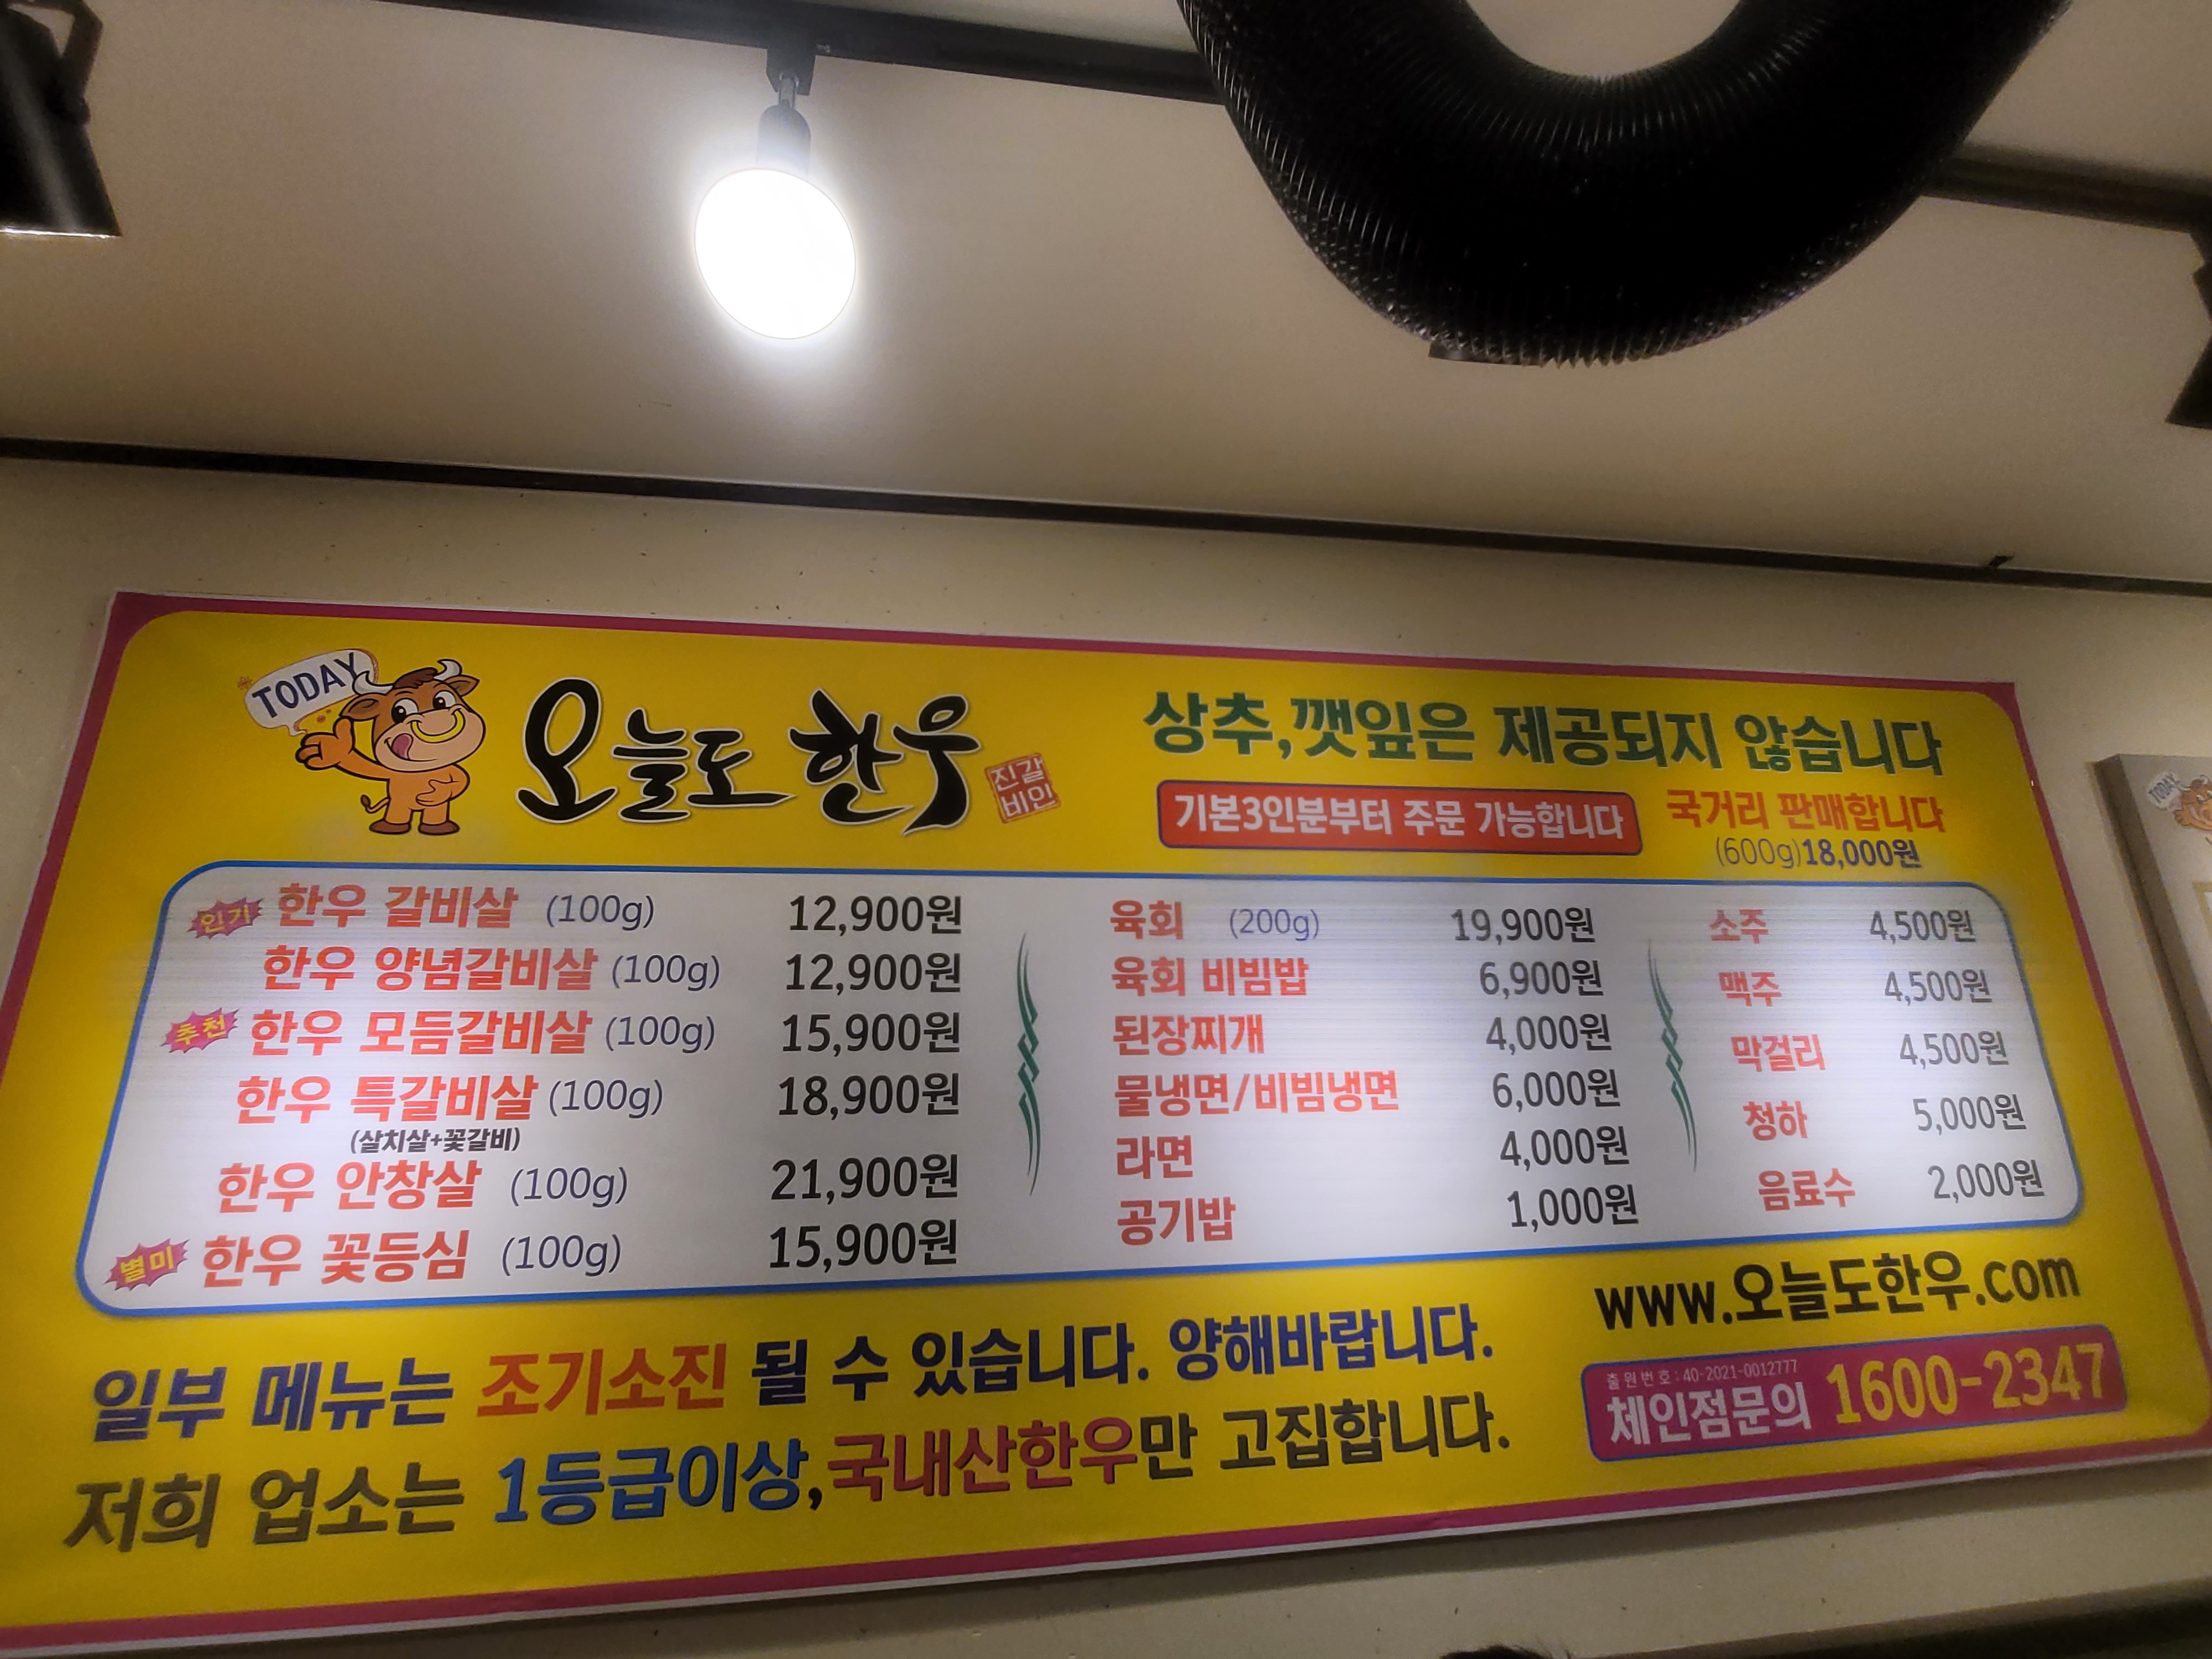 TODAY
오늘도 한우
진갈
비인
상추,깻잎은 제공되지 않습니다
기본3인분부터 주문 가능합니다
국거리 판매합니다
(600g)18,000원
인기 한우 갈비살 (100g) 12,900원
한우 양념갈비살 (100g) 12,900원
추천 한우 모듬갈비살 (100g) 15,900원
한우 특갈비살 (100g) 18,900원
(살치살+꽃갈비)
한우 안창살 (100g) 21,900원
별미 한우 꽃등심 (100g) 15,900원
육회 (200g) 19,900원
육회 비빔밥 6,900원
된장찌개 4,000원
물냉면/비빔냉면 6,000원
라면 4,000원
공기밥 1,000원
소주 4,500원
맥주 4,500원
막걸리 4,500원
청하 5,000원
음료수 2,000원
일부 메뉴는 조기소진 될 수 있습니다. 양해바랍니다.
저희 업소는 1등급이상,국내산한우만 고집합니다.
www.오늘도한우.com
출원번호:40-2021-0012777
체인점문의 1600-2347
TODAY